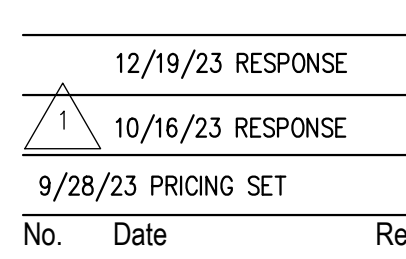 12/19/23 RESPONSE
1 10/16/23 RESPONSE
9/28/23 PRICING SET
No. Date Re